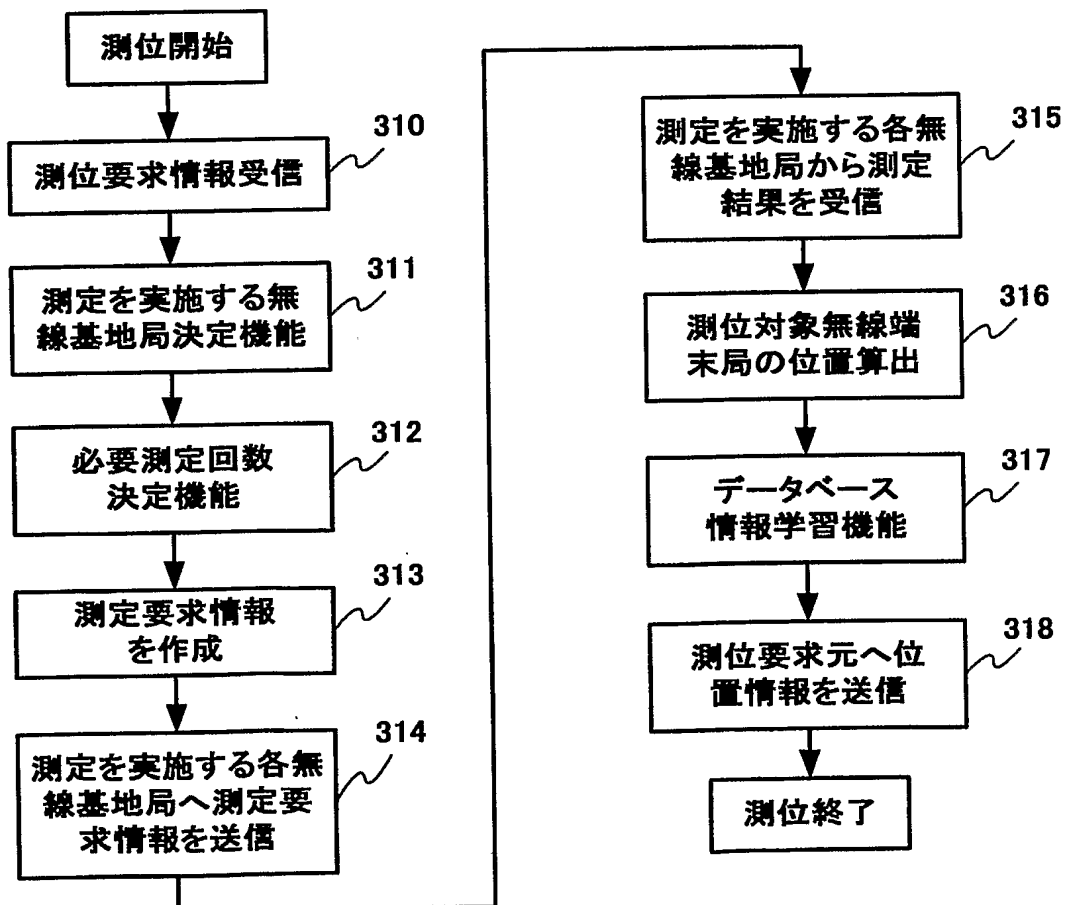 測位開始
310
測位要求情報受信
311
測定を実施する無
線基地局決定機能
312
必要測定回数
決定機能
313
測定要求情報
を作成
314
測定を実施する各無
線基地局へ測定要
求情報を送信
315
測定を実施する各無
線基地局から測定
結果を受信
316
測位対象無線端
末局の位置算出
317
データベース
情報学習機能
318
測位要求元へ位
置情報を送信
測位終了